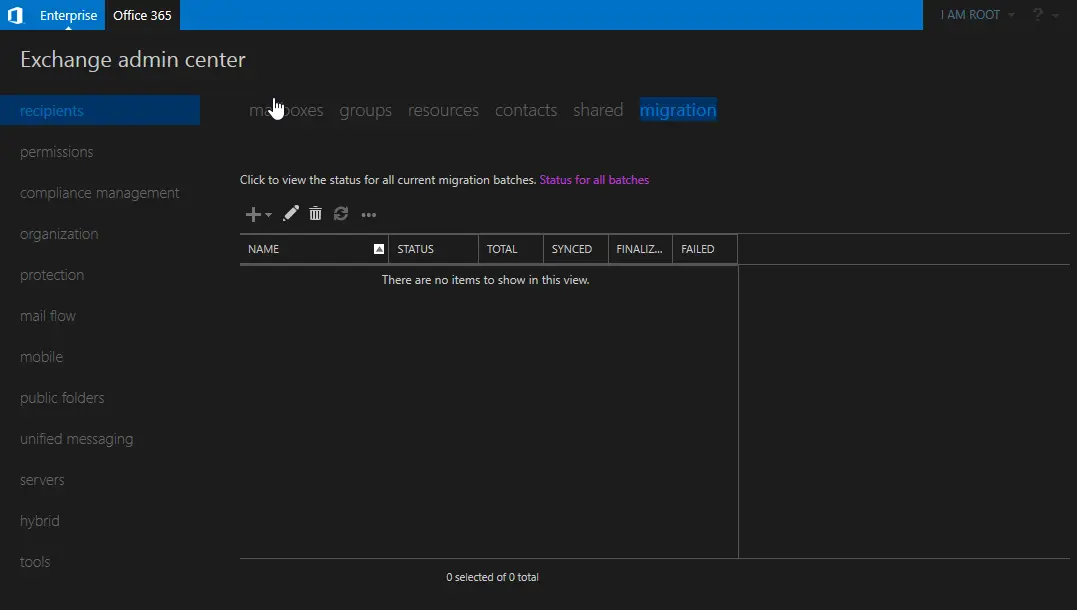 Enterprise Office 365 I AM ROOT ?
Exchange admin center
recipients
permissions
compliance management
organization
protection
mail flow
mobile
public folders
unified messaging
servers
hybrid
tools
mailboxes groups resources contacts shared migration
Click to view the status for all current migration batches. Status for all batches
NAME STATUS TOTAL SYNCED FINALIZ... FAILED
There are no items to show in this view.
0 selected of 0 total